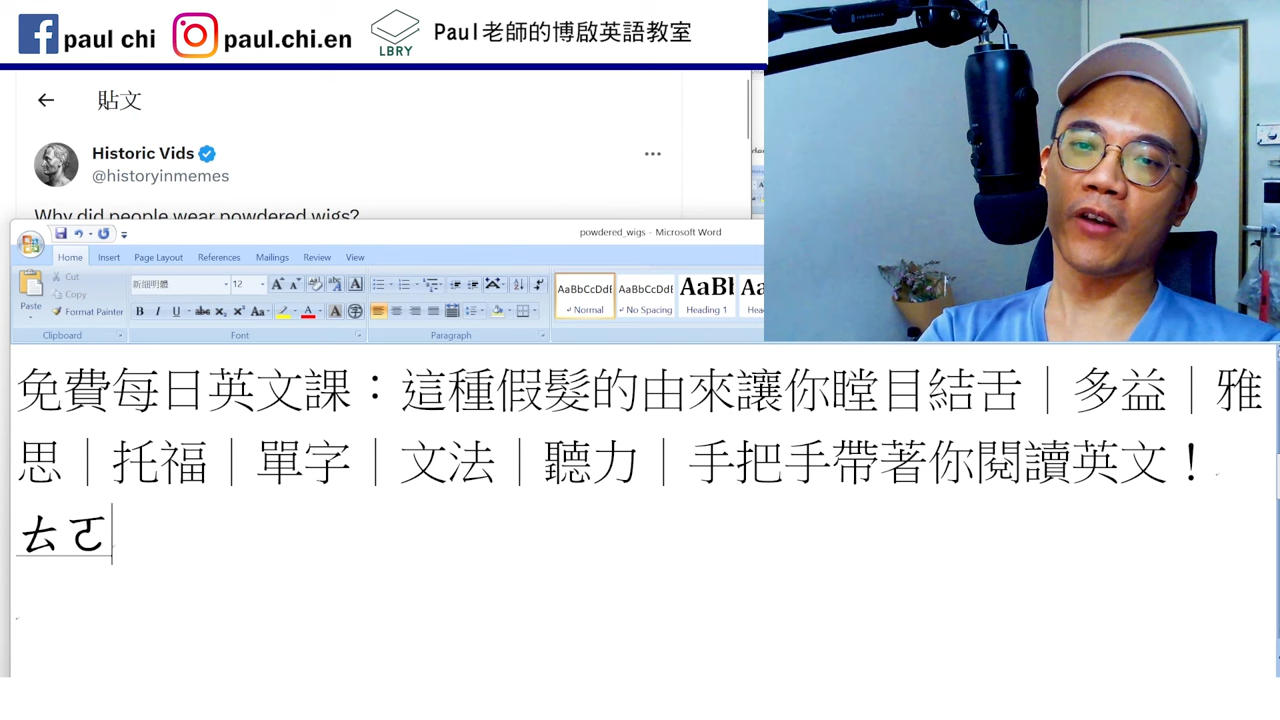 paul chi
paul.chi.en
LBRY
Paul老師的博啟英語教室
貼文
Historic Vids
@historyinmemes
Why did people wear powdered wigs?
powdered_wigs - Microsoft Word
Home Insert Page Layout References Mailings Review View
Paste
Cut
Copy
Format Painter
新細明體 12
AaBbCcDdE AaBbCcDdE AaBbI
Normal No Spacing Heading 1
Clipboard Font Paragraph
免費每日英文課：這種假髮的由來讓你瞠目結舌｜多益｜雅
思｜托福｜單字｜文法｜聽力｜手把手帶著你閱讀英文！
ㄊㄛ